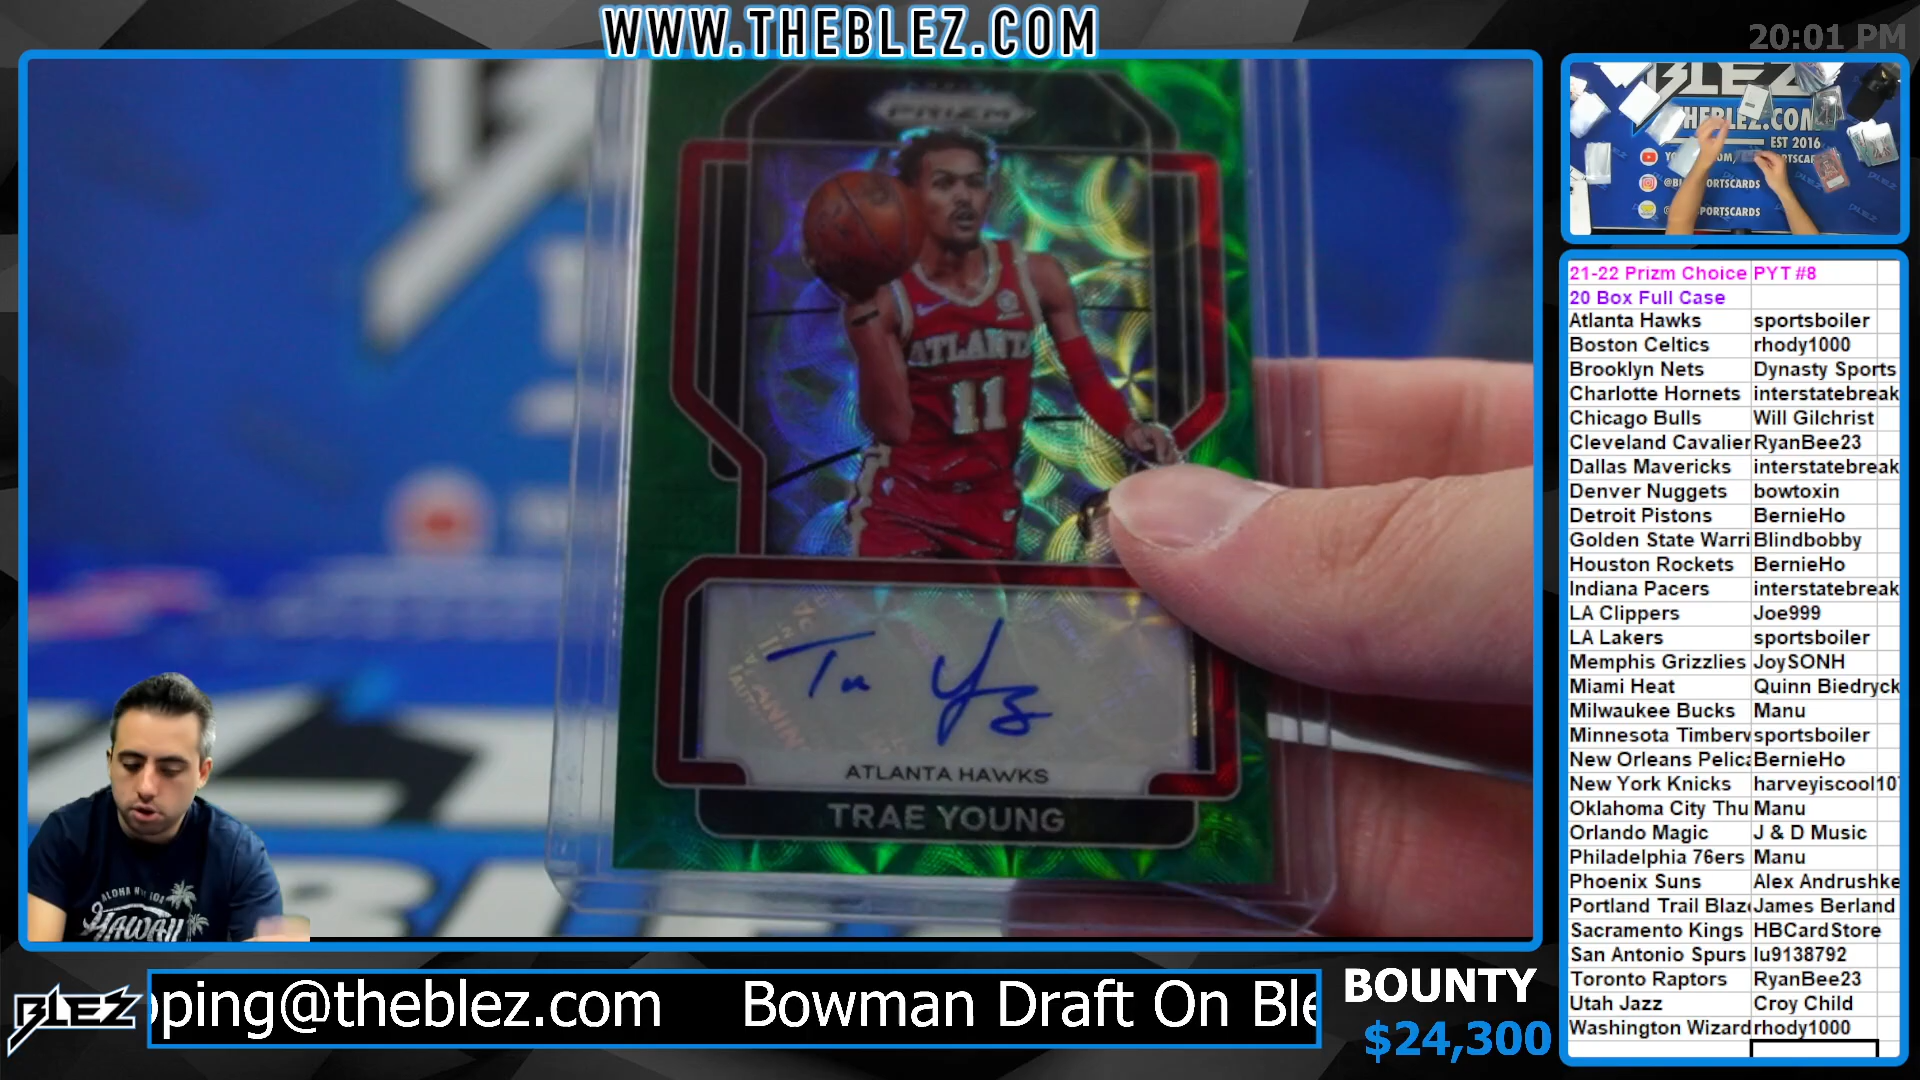 WWW.THEBLEZ.COM
20:01 PM
PRIZM
ATLANTA
11
ATLANTA HAWKS
TRAE YOUNG
ALOHA
HAWAII
BLEZ
THEBLEZ.COM
EST 2016
21-22 Prizm Choice PYT #8
20 Box Full Case
Atlanta Hawks sportsboiler
Boston Celtics rhody1000
Brooklyn Nets Dynasty Sports
Charlotte Hornets interstatebreak
Chicago Bulls Will Gilchrist
Cleveland Cavalier RyanBee23
Dallas Mavericks interstatebreak
Denver Nuggets bowtoxin
Detroit Pistons BernieHo
Golden State Warri Blindbobby
Houston Rockets BernieHo
Indiana Pacers interstatebreak
LA Clippers Joe999
LA Lakers sportsboiler
Memphis Grizzlies JoySONH
Miami Heat Quinn Biedryck
Milwaukee Bucks Manu
Minnesota Timberv sportsboiler
New Orleans Pelica BernieHo
New York Knicks harveyiscool10
Oklahoma City Thu Manu
Orlando Magic J & D Music
Philadelphia 76ers Manu
Phoenix Suns Alex Andrushke
Portland Trail Blaz James Berland
Sacramento Kings HBCardStore
San Antonio Spurs lu9138792
Toronto Raptors RyanBee23
Utah Jazz Croy Child
Washington Wizard rhody1000
BLEZ
pping@theblez.com Bowman Draft On Ble
BOUNTY
$24,300